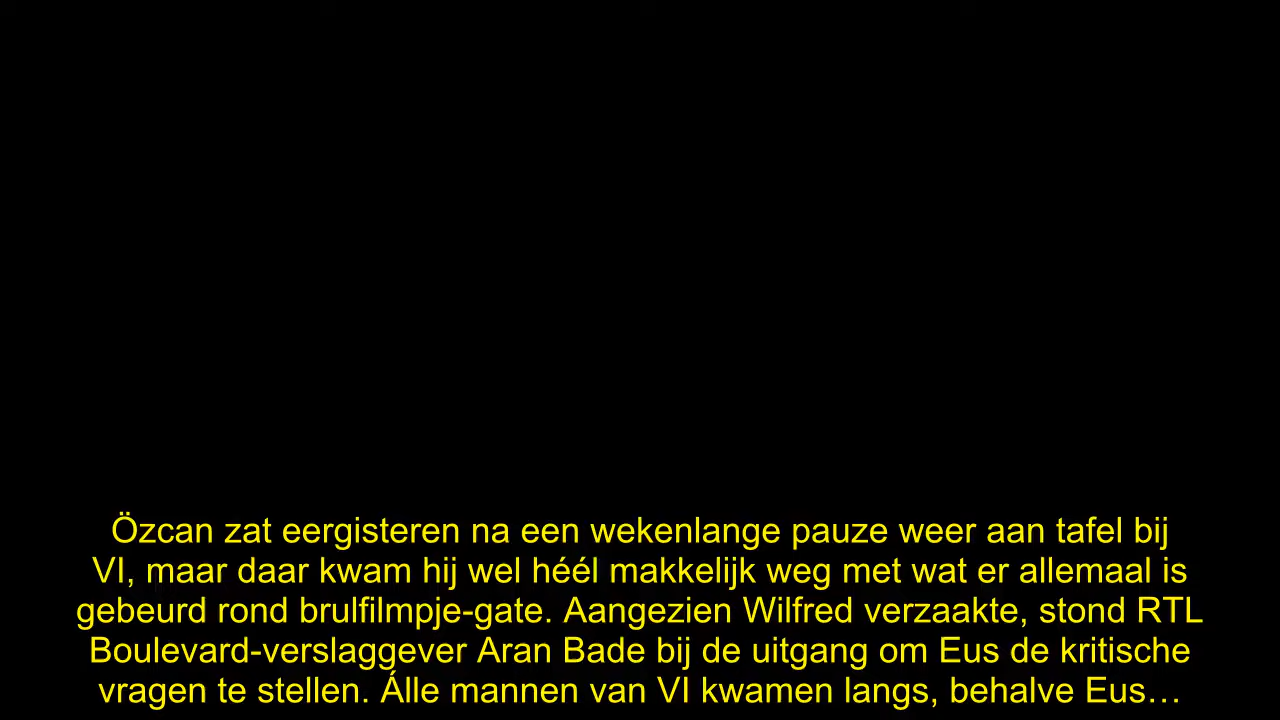 Özcan zat eergisteren na een wekenlange pauze weer aan tafel bij
VI, maar daar kwam hij wel héél makkelijk weg met wat er allemaal is
gebeurd rond brulfilmpje-gate. Aangezien Wilfred verzaakte, stond RTL
Boulevard-verslaggever Aran Bade bij de uitgang om Eus de kritische
vragen te stellen. Álle mannen van VI kwamen langs, behalve Eus…